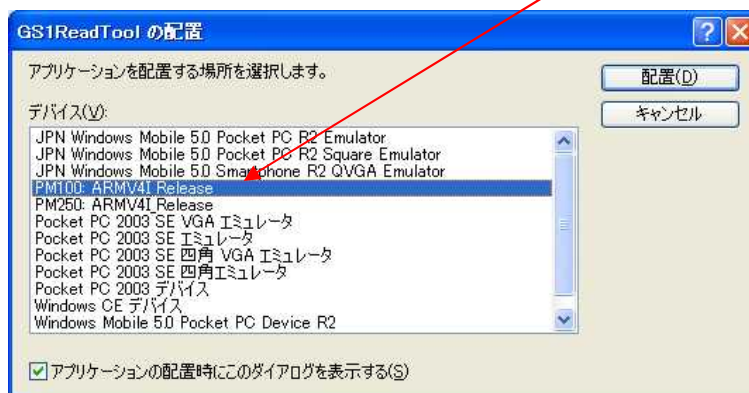 GS1ReadTool の配置
アプリケーションを配置する場所を選択します。
配置(D)
キャンセル
デバイス(V):
JPN Windows Mobile 5.0 Pocket PC R2 Emulator
JPN Windows Mobile 5.0 Pocket PC R2 Square Emulator
JPN Windows Mobile 5.0 Smartphone R2 QVGA Emulator
PM100: ARMV4I_Release
PM250: ARMV4I_Release
Pocket PC 2003 SE VGA エミュレータ
Pocket PC 2003 SE エミュレータ
Pocket PC 2003 SE 四角 VGA エミュレータ
Pocket PC 2003 SE 四角エミュレータ
Pocket PC 2003 デバイス
Windows CE デバイス
Windows Mobile 5.0 Pocket PC Device R2
アプリケーションの配置時にこのダイアログを表示する(S)